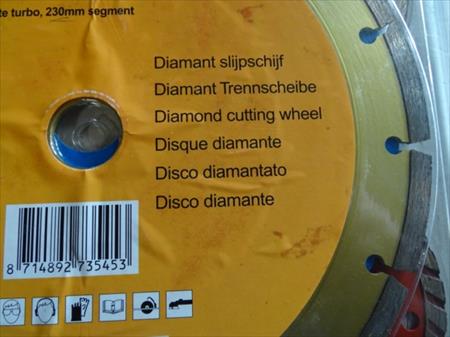 te turbo, 230mm segment
Diamant slijpschijf
Diamant Trennscheibe
Diamond cutting wheel
Disque diamante
Disco diamantato
Disco diamante
8 714892 735453